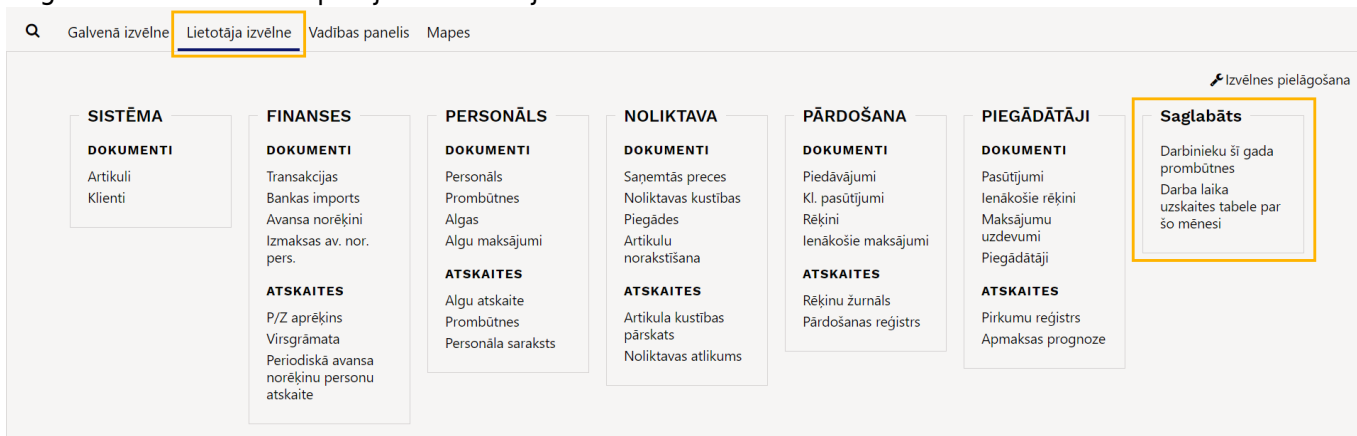 Galvenā izvēlne Lietotāja izvēlne Vadības panelis Mapes
Izvēlnes pielāgošana
SISTĒMA
DOKUMENTI
Artikuli
Klienti
FINANSES
DOKUMENTI
Transakcijas
Bankas imports
Avansa norēķini
Izmaksas av. nor.
pers.
ATSKAITES
P/Z aprēķins
Virsgrāmata
Periodiskā avansa
norēķinu personu
atskaite
PERSONĀLS
DOKUMENTI
Personāls
Prombūtnes
Algas
Algu maksājumi
ATSKAITES
Algu atskaite
Prombūtnes
Personāla saraksts
NOLIKTAVA
DOKUMENTI
Saņemtās preces
Noliktavas kustības
Piegādes
Artikulu
norakstīšana
ATSKAITES
Artikula kustības
pārskats
Noliktavas atlikums
PĀRDOŠANA
DOKUMENTI
Piedāvājumi
Kl. pasūtījumi
Rēķini
Ienākošie maksājumi
ATSKAITES
Rēķinu žurnāls
Pārdošanas reģistrs
PIEGĀDĀTĀJI
DOKUMENTI
Pasūtījumi
Ienākošie rēķini
Maksājumu
uzdevumi
Piegādātāji
ATSKAITES
Pirkumu reģistrs
Apmaksas prognoze
Saglabāts
Darbinieku šī gada
prombūtnes
Darba laika
uzskaites tabele par
šo mēnesi